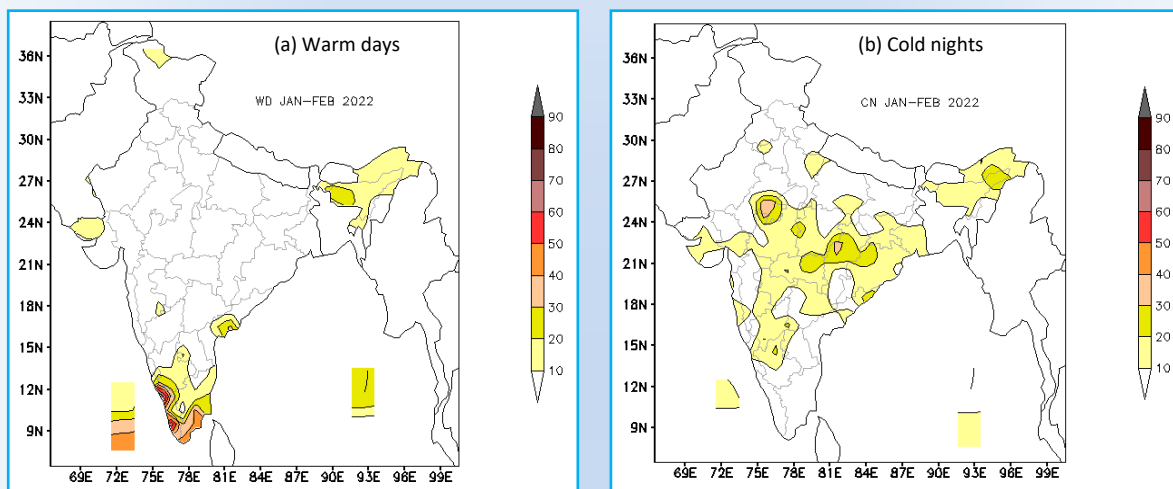 (a) Warm days
WD JAN-FEB 2022
36N
33N
30N
27N
24N
21N
18N
15N
12N
9N
69E 72E 75E 78E 81E 84E 87E 90E 93E 96E 99E
90
80
70
60
50
40
30
20
10
(b) Cold nights
CN JAN-FEB 2022
36N
33N
30N
27N
24N
21N
18N
15N
12N
9N
69E 72E 75E 78E 81E 84E 87E 90E 93E 96E 99E
90
80
70
60
50
40
30
20
10